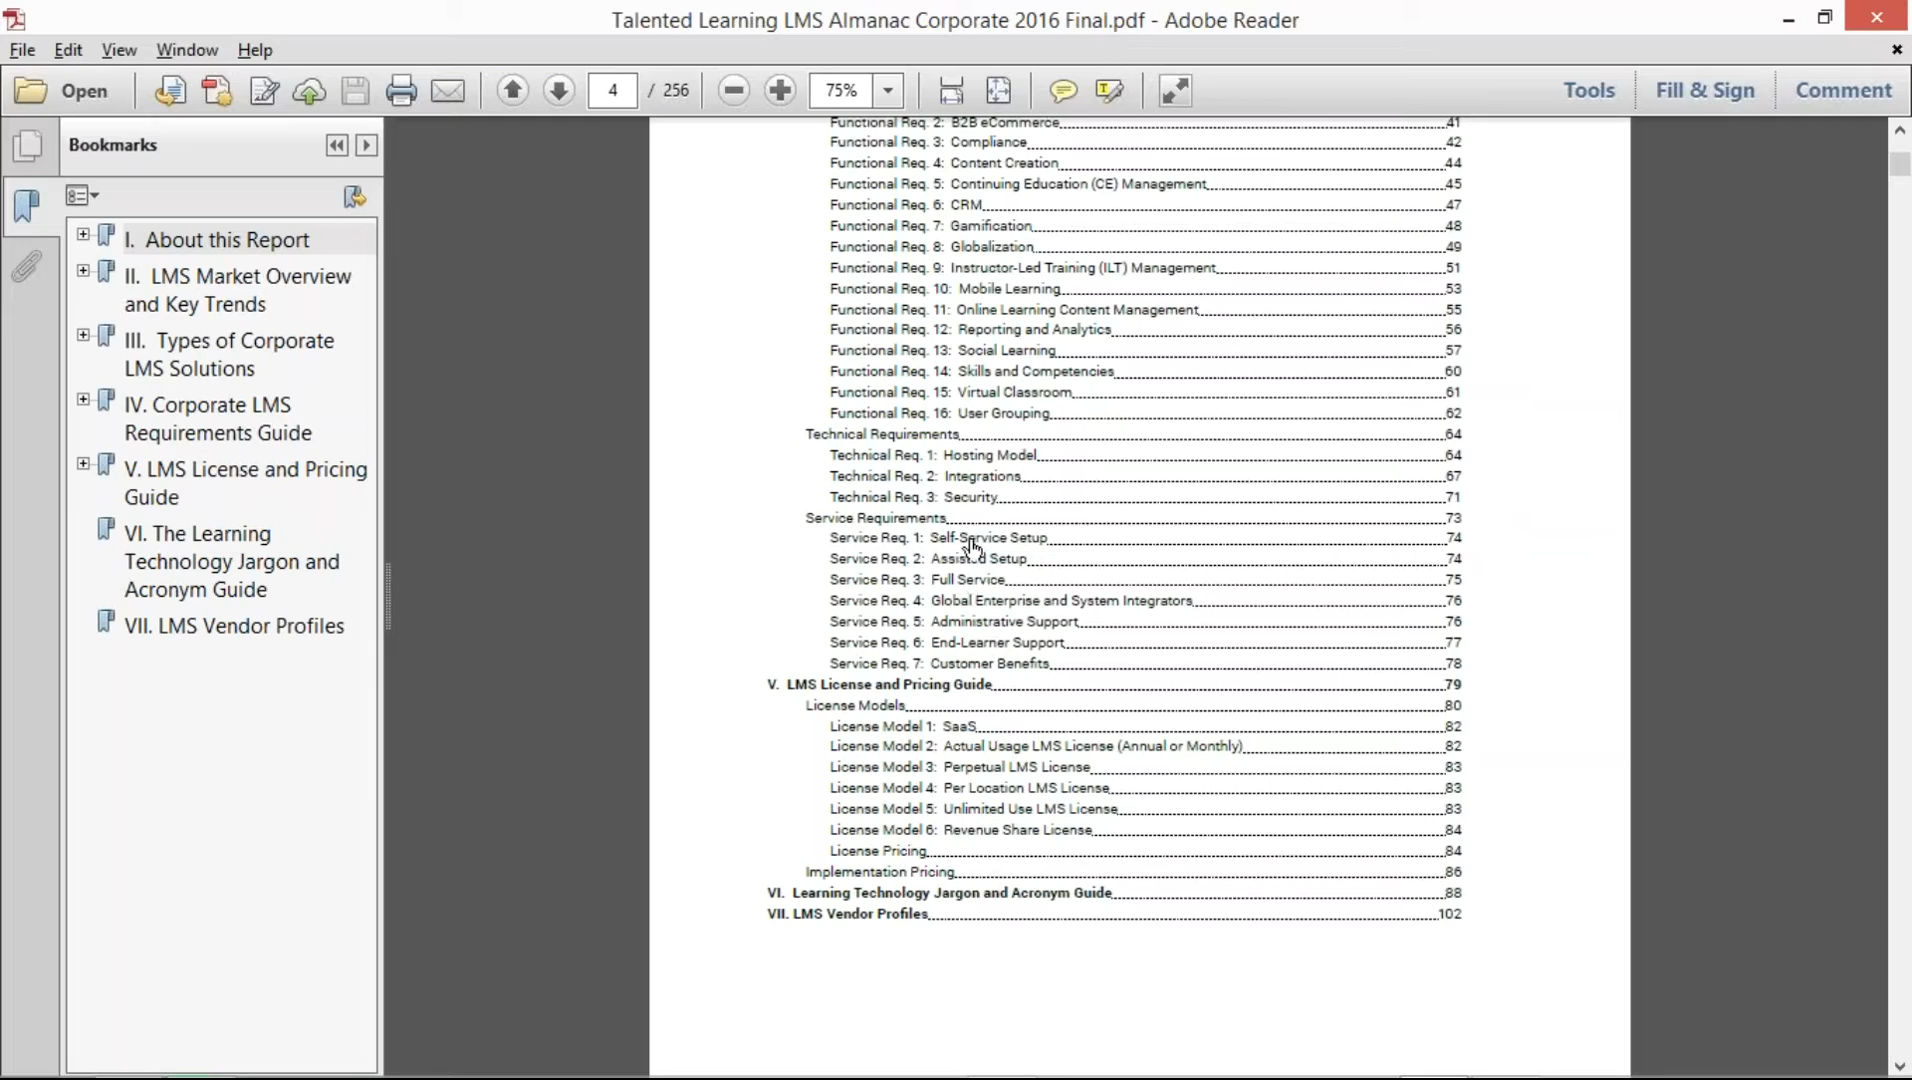 Talented Learning LMS Almanac Corporate 2016 Final.pdf - Adobe Reader
File Edit View Window Help
Open 4 / 256 75% Tools Fill & Sign Comment
Bookmarks
I. About this Report
II. LMS Market Overview
and Key Trends
III. Types of Corporate
LMS Solutions
IV. Corporate LMS
Requirements Guide
V. LMS License and Pricing
Guide
VI. The Learning
Technology Jargon and
Acronym Guide
VII. LMS Vendor Profiles
Functional Req. 2: B2B eCommerce 41
Functional Req. 3: Compliance 42
Functional Req. 4: Content Creation 44
Functional Req. 5: Continuing Education (CE) Management 45
Functional Req. 6: CRM 47
Functional Req. 7: Gamification 48
Functional Req. 8: Globalization 49
Functional Req. 9: Instructor-Led Training (ILT) Management 51
Functional Req. 10: Mobile Learning 53
Functional Req. 11: Online Learning Content Management 55
Functional Req. 12: Reporting and Analytics 56
Functional Req. 13: Social Learning 57
Functional Req. 14: Skills and Competencies 60
Functional Req. 15: Virtual Classroom 61
Functional Req. 16: User Grouping 62
Technical Requirements 64
Technical Req. 1: Hosting Model 64
Technical Req. 2: Integrations 67
Technical Req. 3: Security 71
Service Requirements 73
Service Req. 1: Self-Service Setup 74
Service Req. 2: Assisted Setup 74
Service Req. 3: Full Service 75
Service Req. 4: Global Enterprise and System Integrators 76
Service Req. 5: Administrative Support 76
Service Req. 6: End-Learner Support 77
Service Req. 7: Customer Benefits 78
V. LMS License and Pricing Guide 79
License Models 80
License Model 1: SaaS 82
License Model 2: Actual Usage LMS License (Annual or Monthly) 82
License Model 3: Perpetual LMS License 83
License Model 4: Per Location LMS License 83
License Model 5: Unlimited Use LMS License 83
License Model 6: Revenue Share License 84
License Pricing 84
Implementation Pricing 86
VI. Learning Technology Jargon and Acronym Guide 88
VII. LMS Vendor Profiles 102